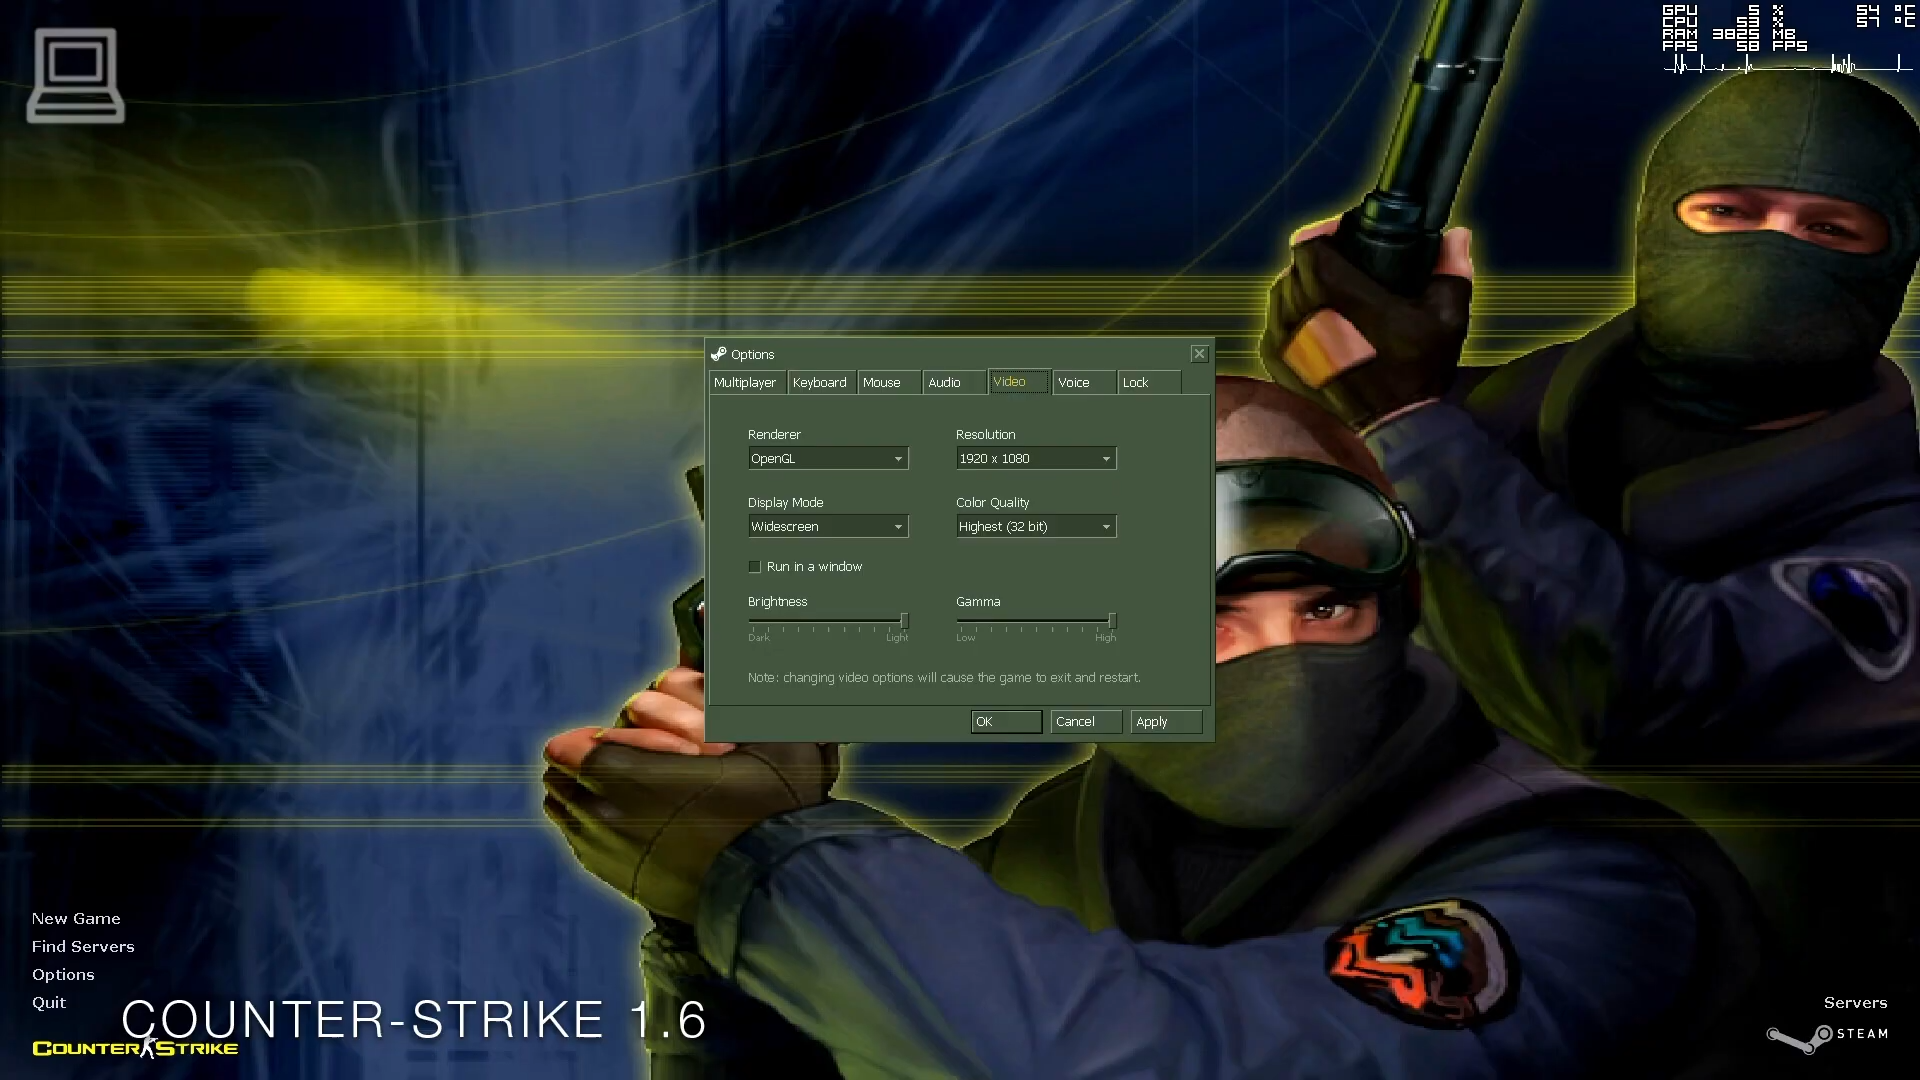 GPU 5 % 54 °C
CPU 53 % 57 °C
RAM 3825 MB
FPS 58 FPS
Options
Multiplayer Keyboard Mouse Audio Video Voice Lock
Renderer Resolution
OpenGL 1920 x 1080
Display Mode Color Quality
Widescreen Highest (32 bit)
Run in a window
Brightness Gamma
Dark Light Low High
Note: changing video options will cause the game to exit and restart.
OK Cancel Apply
New Game
Find Servers
Options
Quit
COUNTER-STRIKE 1.6
COUNTER STRIKE
Servers
STEAM